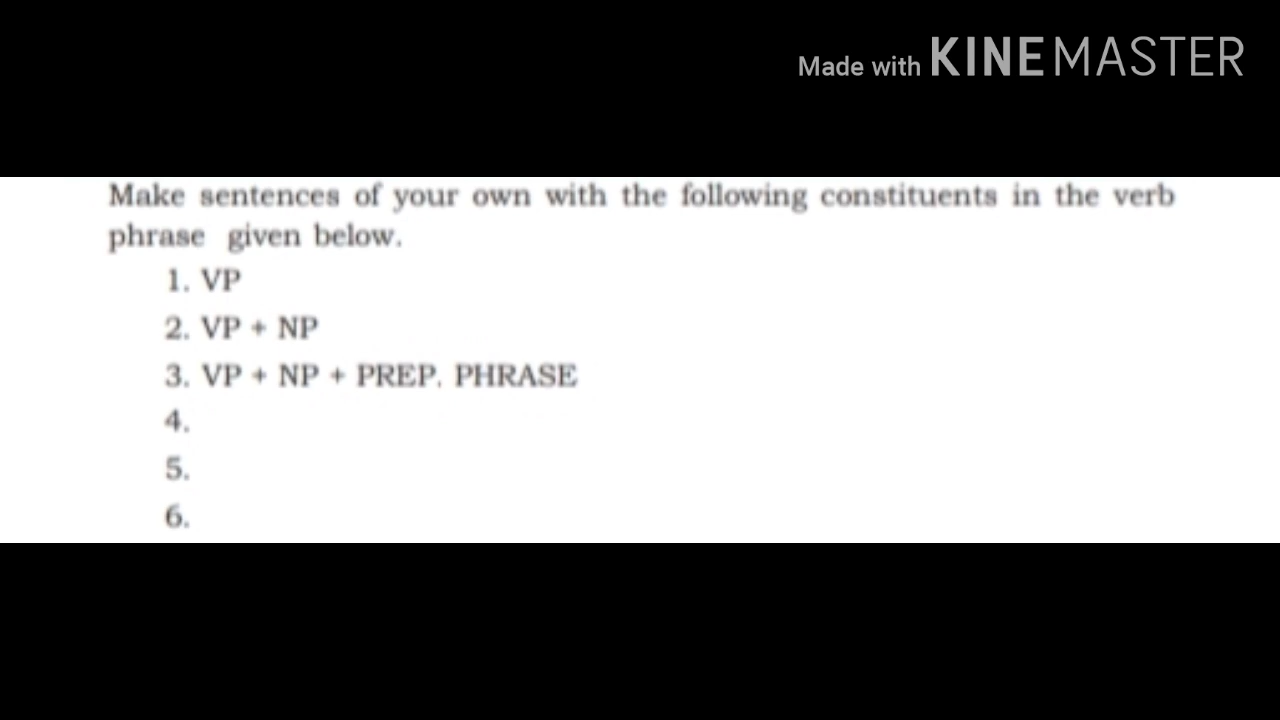 Made with KINEMASTER
Make sentences of your own with the following constituents in the verb
phrase given below.
1. VP
2. VP + NP
3. VP + NP + PREP. PHRASE
4.
5.
6.